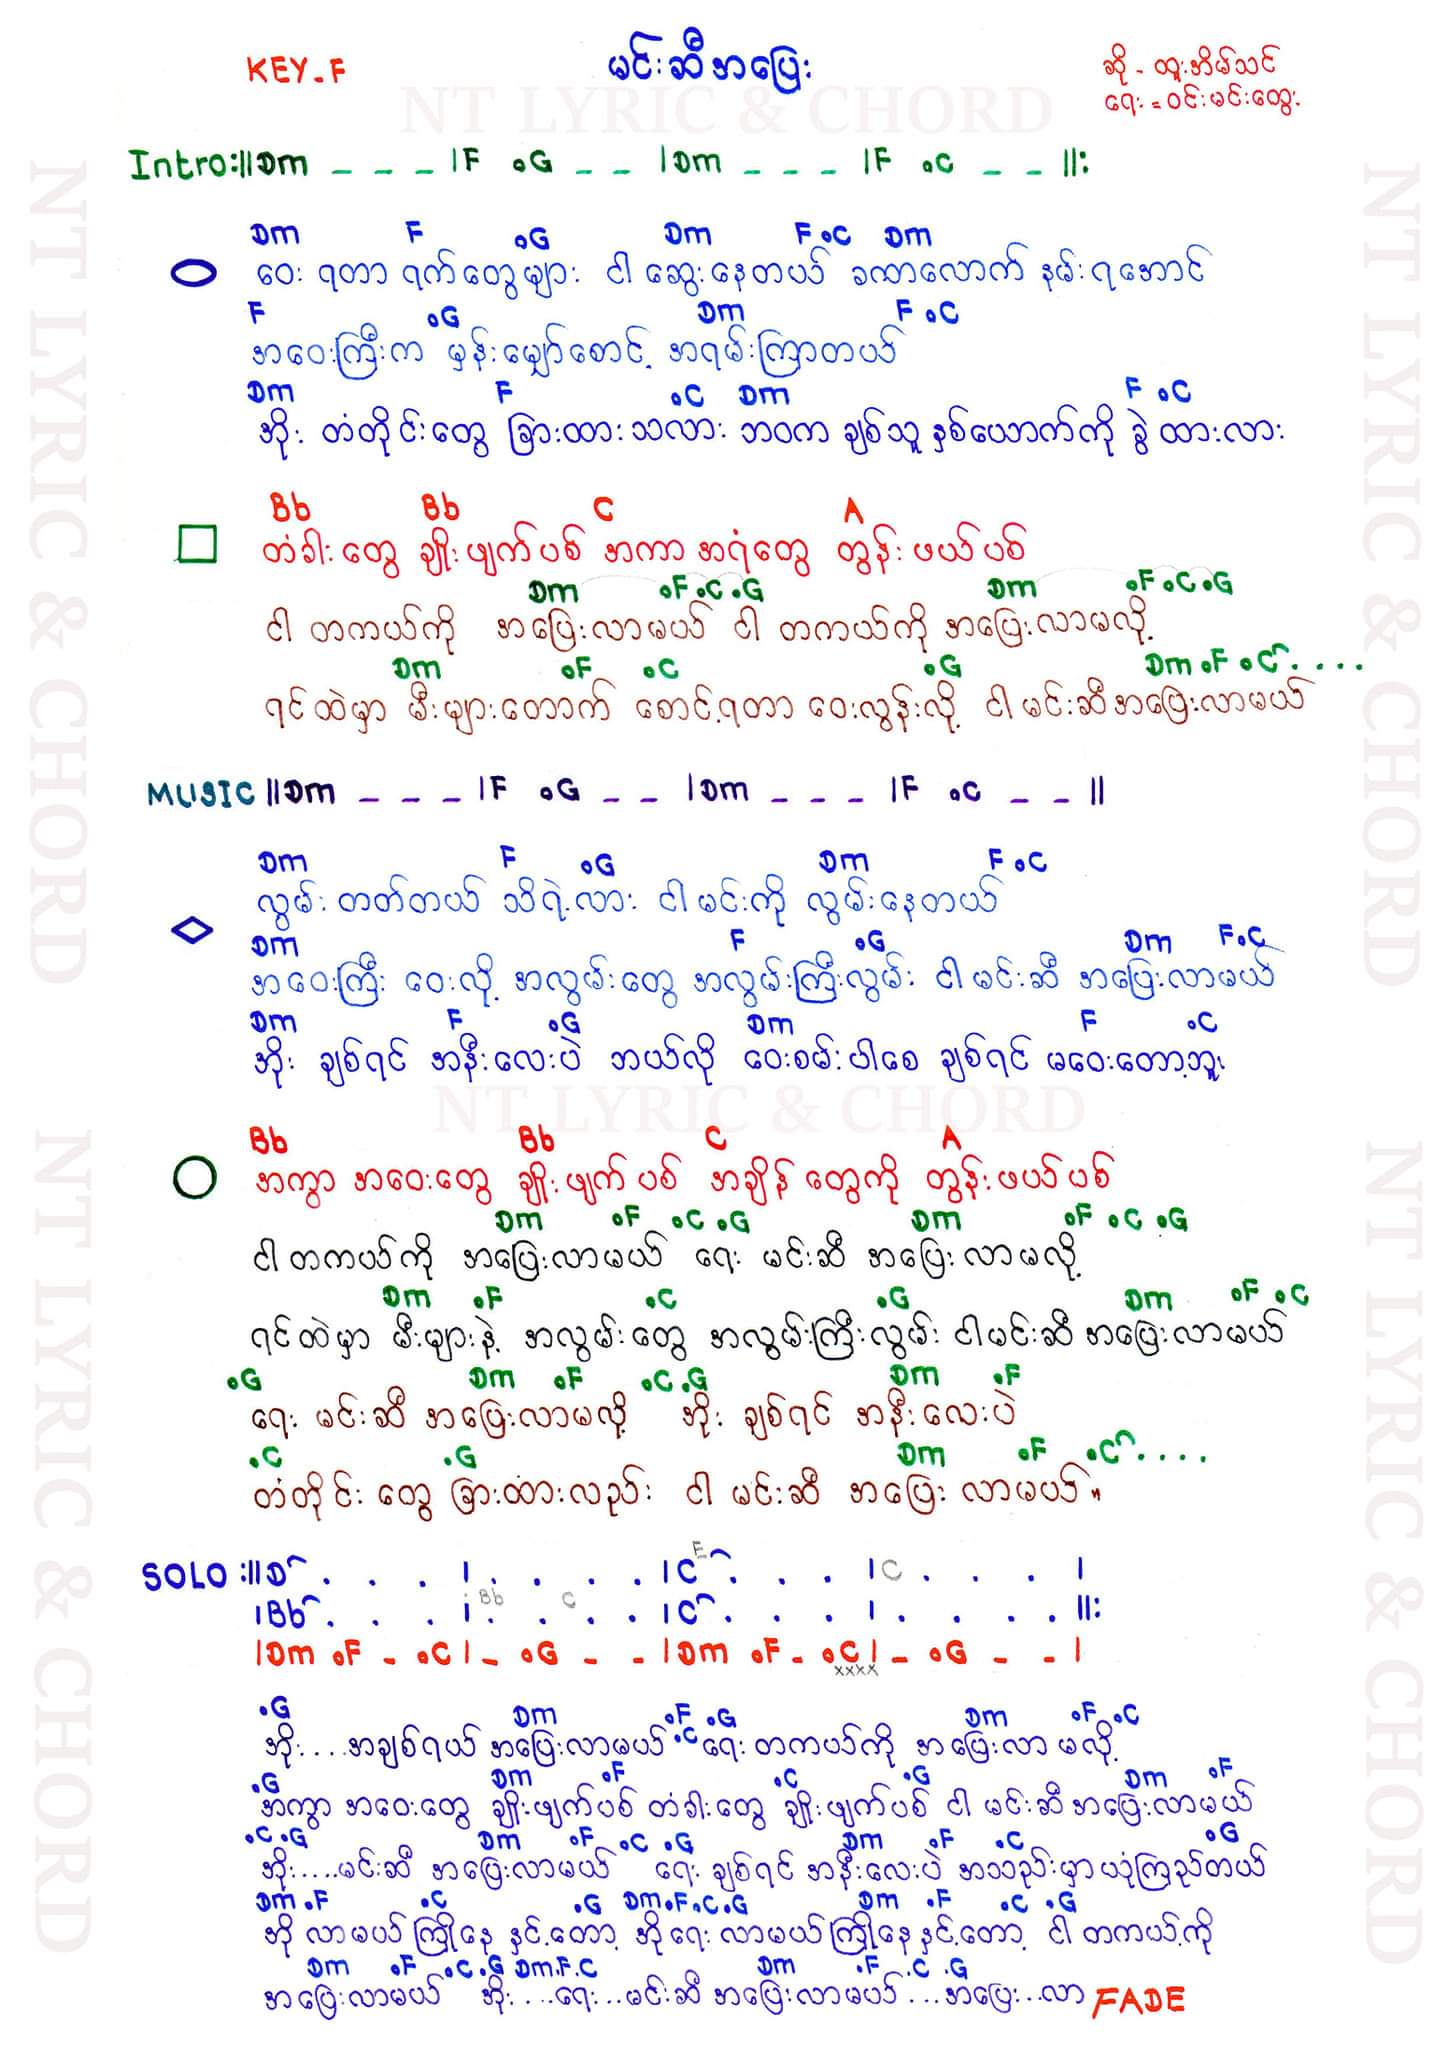 KEY-F
မင်းဆီအပြေး
ဆို - ထူးအိမ်သင်
ရေး = ဝင်းမင်းထွေး
NT LYRIC & CHORD
Intro:||Dm _ _ _ |F .G _ _ |Dm _ _ _ |F .C _ _ ||:
Dm F .G Dm F .C Dm
ဝေး ရတာ ရက်တွေများ ငါ ဆွေးနေတယ် ခဏလောက် နမ်းရအောင်
F .G Dm F .C
အဝေးကြီးက မှန်းမျှော်စောင့် အရမ်းကြာတယ်
Dm F .C Dm F .C
အိုး တံတိုင်းတွေ ခြားထားသလား ဘဝက ချစ်သူ နှစ်ယောက်ကို ခွဲ ထားလား
Bb Bb C A
တံခါးတွေ ချိုးဖျက်ပစ် အကာ အရံတွေ တွန်းဖယ်ပစ်
Dm .F .C .G Dm .F .C .G
ငါ တကယ်ကို အပြေးလာမယ် ငါ တကယ်ကို အပြေးလာမလို့
Dm .F .C .G Dm .F .C ....
ရင်ထဲမှာ မီးများတောက် စောင့်ရတာ ဝေးလွန်းလို့ ငါ မင်းဆီအပြေးလာမယ်
MUSIC ||Dm _ _ _ |F .G _ _ |Dm _ _ _ |F .C _ _ ||
Dm F .G Dm F .C
လွမ်း တတ်တယ် သိရဲ့လား ငါ မင်းကို လွမ်းနေတယ်
Dm F .G Dm F.C
အဝေးကြီး ဝေးလို့ အလွမ်းတွေ အလွမ်းကြီးလွမ်း ငါ မင်းဆီ အပြေးလာမယ်
Dm F .G Dm F .C
အိုး ချစ်ရင် အနီးလေးပဲ ဘယ်လို ဝေးစမ်းပါစေ ချစ်ရင် မဝေးတော့ဘူး
NT LYRIC & CHORD
Bb Bb C A
အကွာ အဝေးတွေ ချိုးဖျက်ပစ် အချိန်တွေကို တွန်းဖယ်ပစ်
Dm .F .C .G Dm .F .C .G
ငါ တကယ်ကို အပြေးလာမယ် ရေး မင်းဆီ အပြေးလာမလို့
Dm .F .C .G Dm .F .C
ရင်ထဲမှာ မီးများနဲ့ အလွမ်းတွေ အလွမ်းကြီးလွမ်း ငါမင်းဆီ အပြေးလာမယ်
.G Dm .F .C .G Dm .F
ရေး မင်းဆီ အပြေးလာမလို့ အိုး ချစ်ရင် အနီးလေးပဲ
.C .G Dm .F .C ....
တံတိုင်း တွေ ခြားထားလည်း ငါ မင်းဆီ အပြေး လာမယ်"
SOLO :||D . . . | . . . . |C E . . . |C . . . |
|Bb . . . | . Bb . C . . |C . . . | . . . . ||:
|Dm .F - .C | - .G - - |Dm .F - .C | - .G - - |
xxxx
.G Dm .F .C .G Dm .F .C
အိုး....အချစ်ရယ် အပြေးလာမယ် ရေး တကယ်ကို အပြေးလာ မလို့
.G Dm .F .C .G Dm .F
အကွာ အဝေးတွေ ချိုးဖျက်ပစ် တံခါးတွေ ချိုးဖျက်ပစ် ငါ မင်းဆီ အပြေးလာမယ်
.C .G Dm .F .C .G Dm .F .C .G
အိုး....မင်းဆီ အပြေးလာမယ် ရေး ချစ်ရင် အနီးလေးပဲ အသည်းမှာ ယုံကြည်တယ်
Dm .F .C .G Dm.F.C.G Dm .F .C .G
အို လာမယ် ကြိုနေ နှင့်တော့ အိုရေး လာမယ်ကြိုနေနှင့်တော့ ငါ တကယ့်ကို
Dm .F .C .G Dm.F.C Dm .F .C .G
အပြေးလာမယ် အိုး....ရေး...မင်းဆီ အပြေးလာမယ်...အပြေး..လာ FADE
NT LYRIC & CHORD
NT LYRIC & CHORD
NT LYRIC & CHORD
NT LYRIC & CHORD